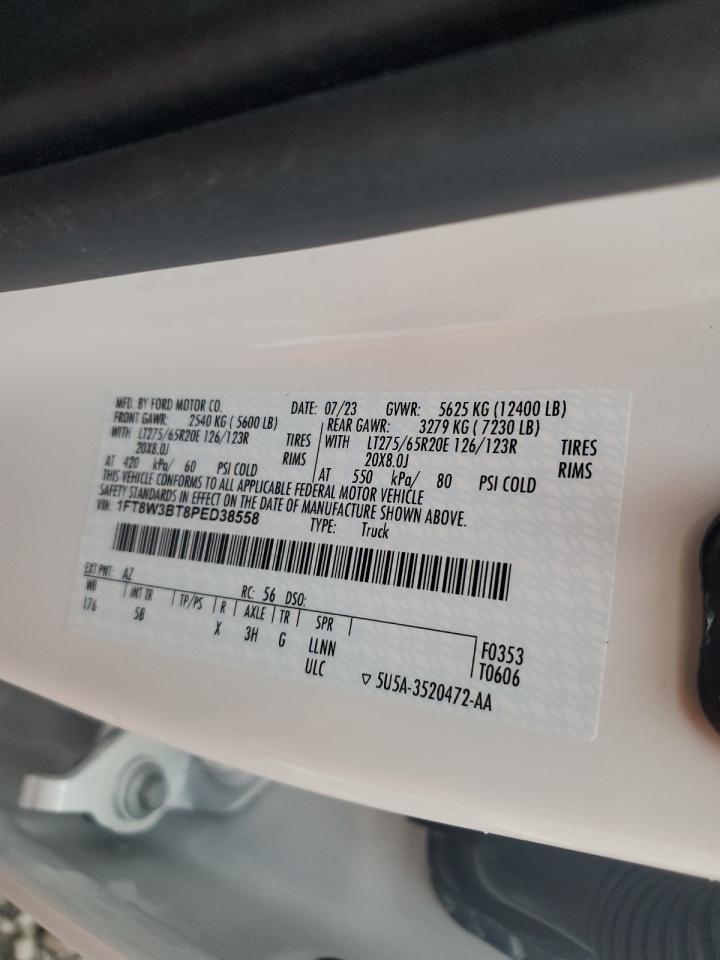 MFD. BY FORD MOTOR CO. DATE: 07/23 GVWR: 5625 KG (12400 LB)
FRONT GAWR: 2540 KG ( 5600 LB) REAR GAWR: 3279 KG ( 7230 LB)
WITH LT275/65R20E 126/123R TIRES WITH LT275/65R20E 126/123R TIRES
20X8.0J RIMS 20X8.0J RIMS
AT 420 kPa/ 60 PSI COLD AT 550 kPa/ 80 PSI COLD
THIS VEHICLE CONFORMS TO ALL APPLICABLE FEDERAL MOTOR VEHICLE
SAFETY STANDARDS IN EFFECT ON THE DATE OF MANUFACTURE SHOWN ABOVE.
VIN: 1FT8W3BT8PED38558 TYPE: Truck
EXT PNT: AZ RC: 56 DSO:
WB INT TR TP/PS R AXLE TR SPR
176 5B X 3H G LLNN F0353
ULC T0606
▽ 5U5A-3520472-AA